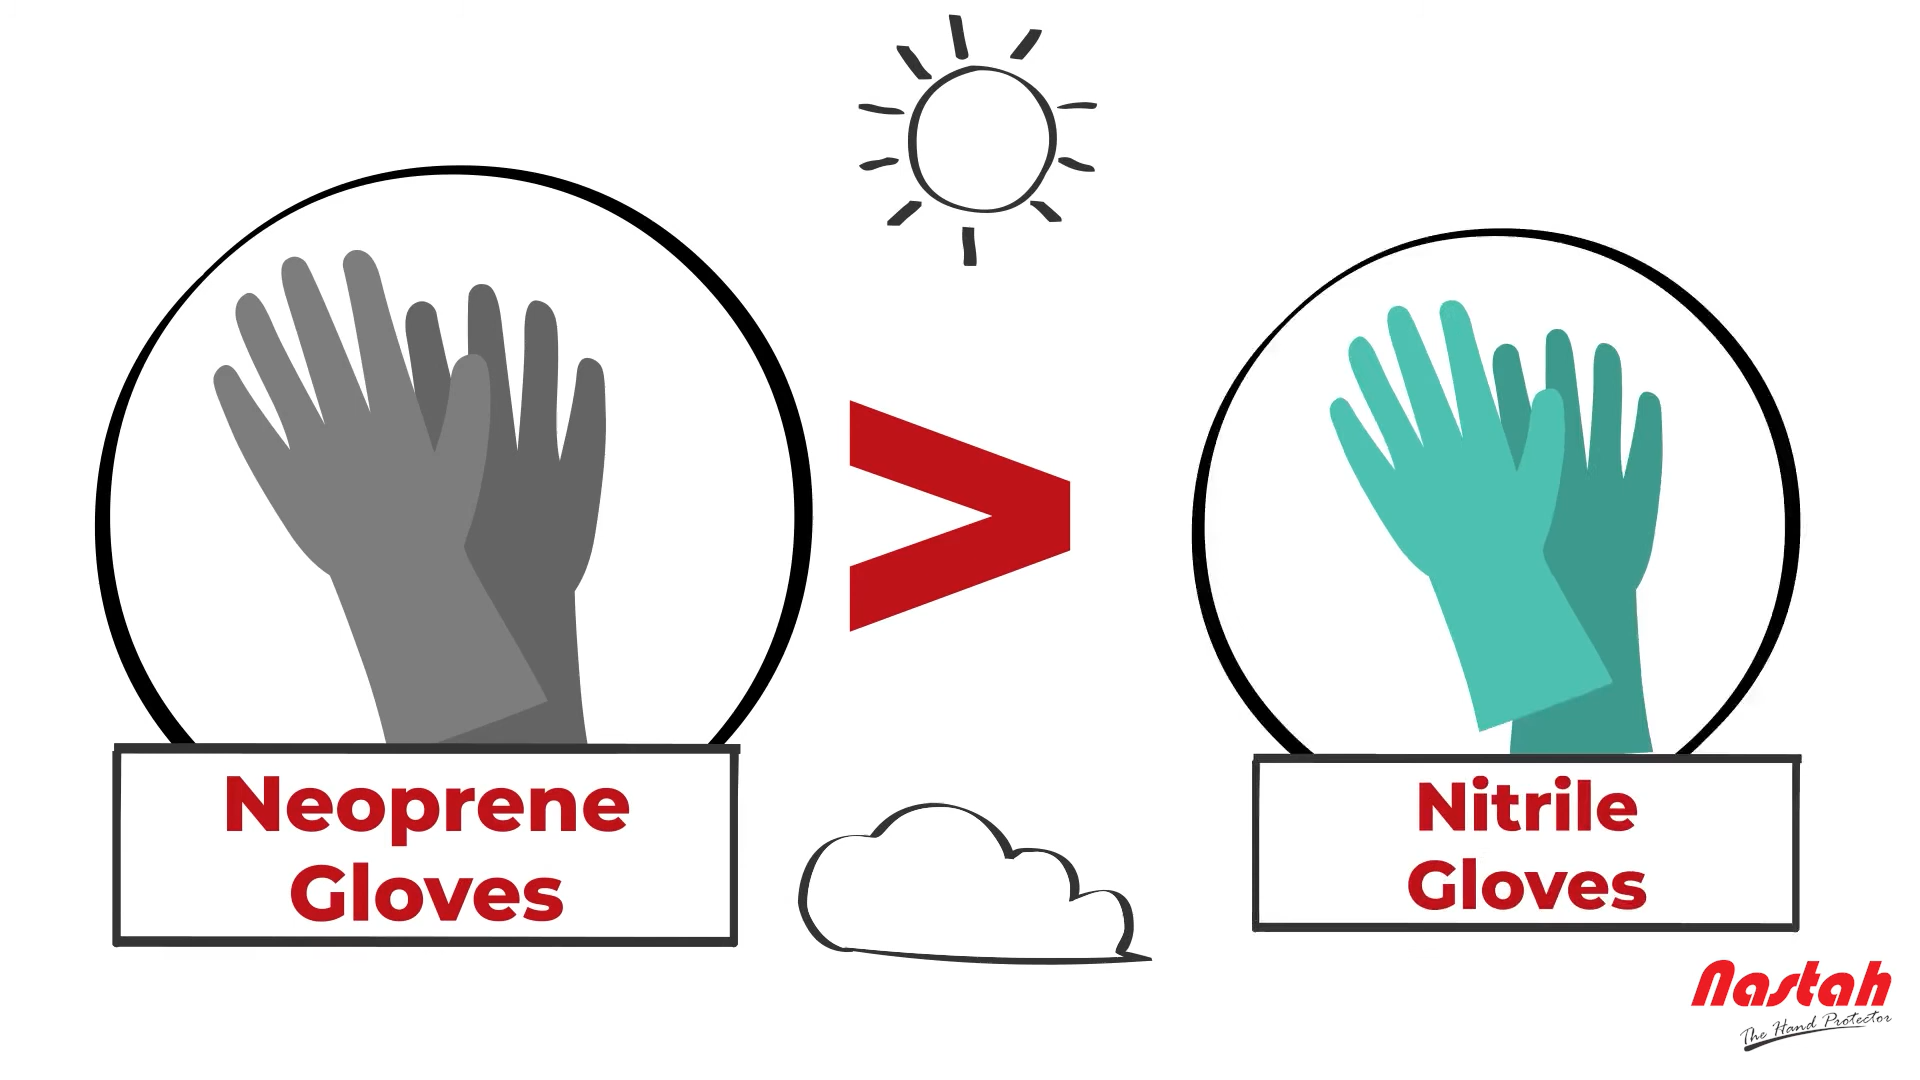 >
Neoprene
Gloves
Nitrile
Gloves
Nastah
The Hand Protector